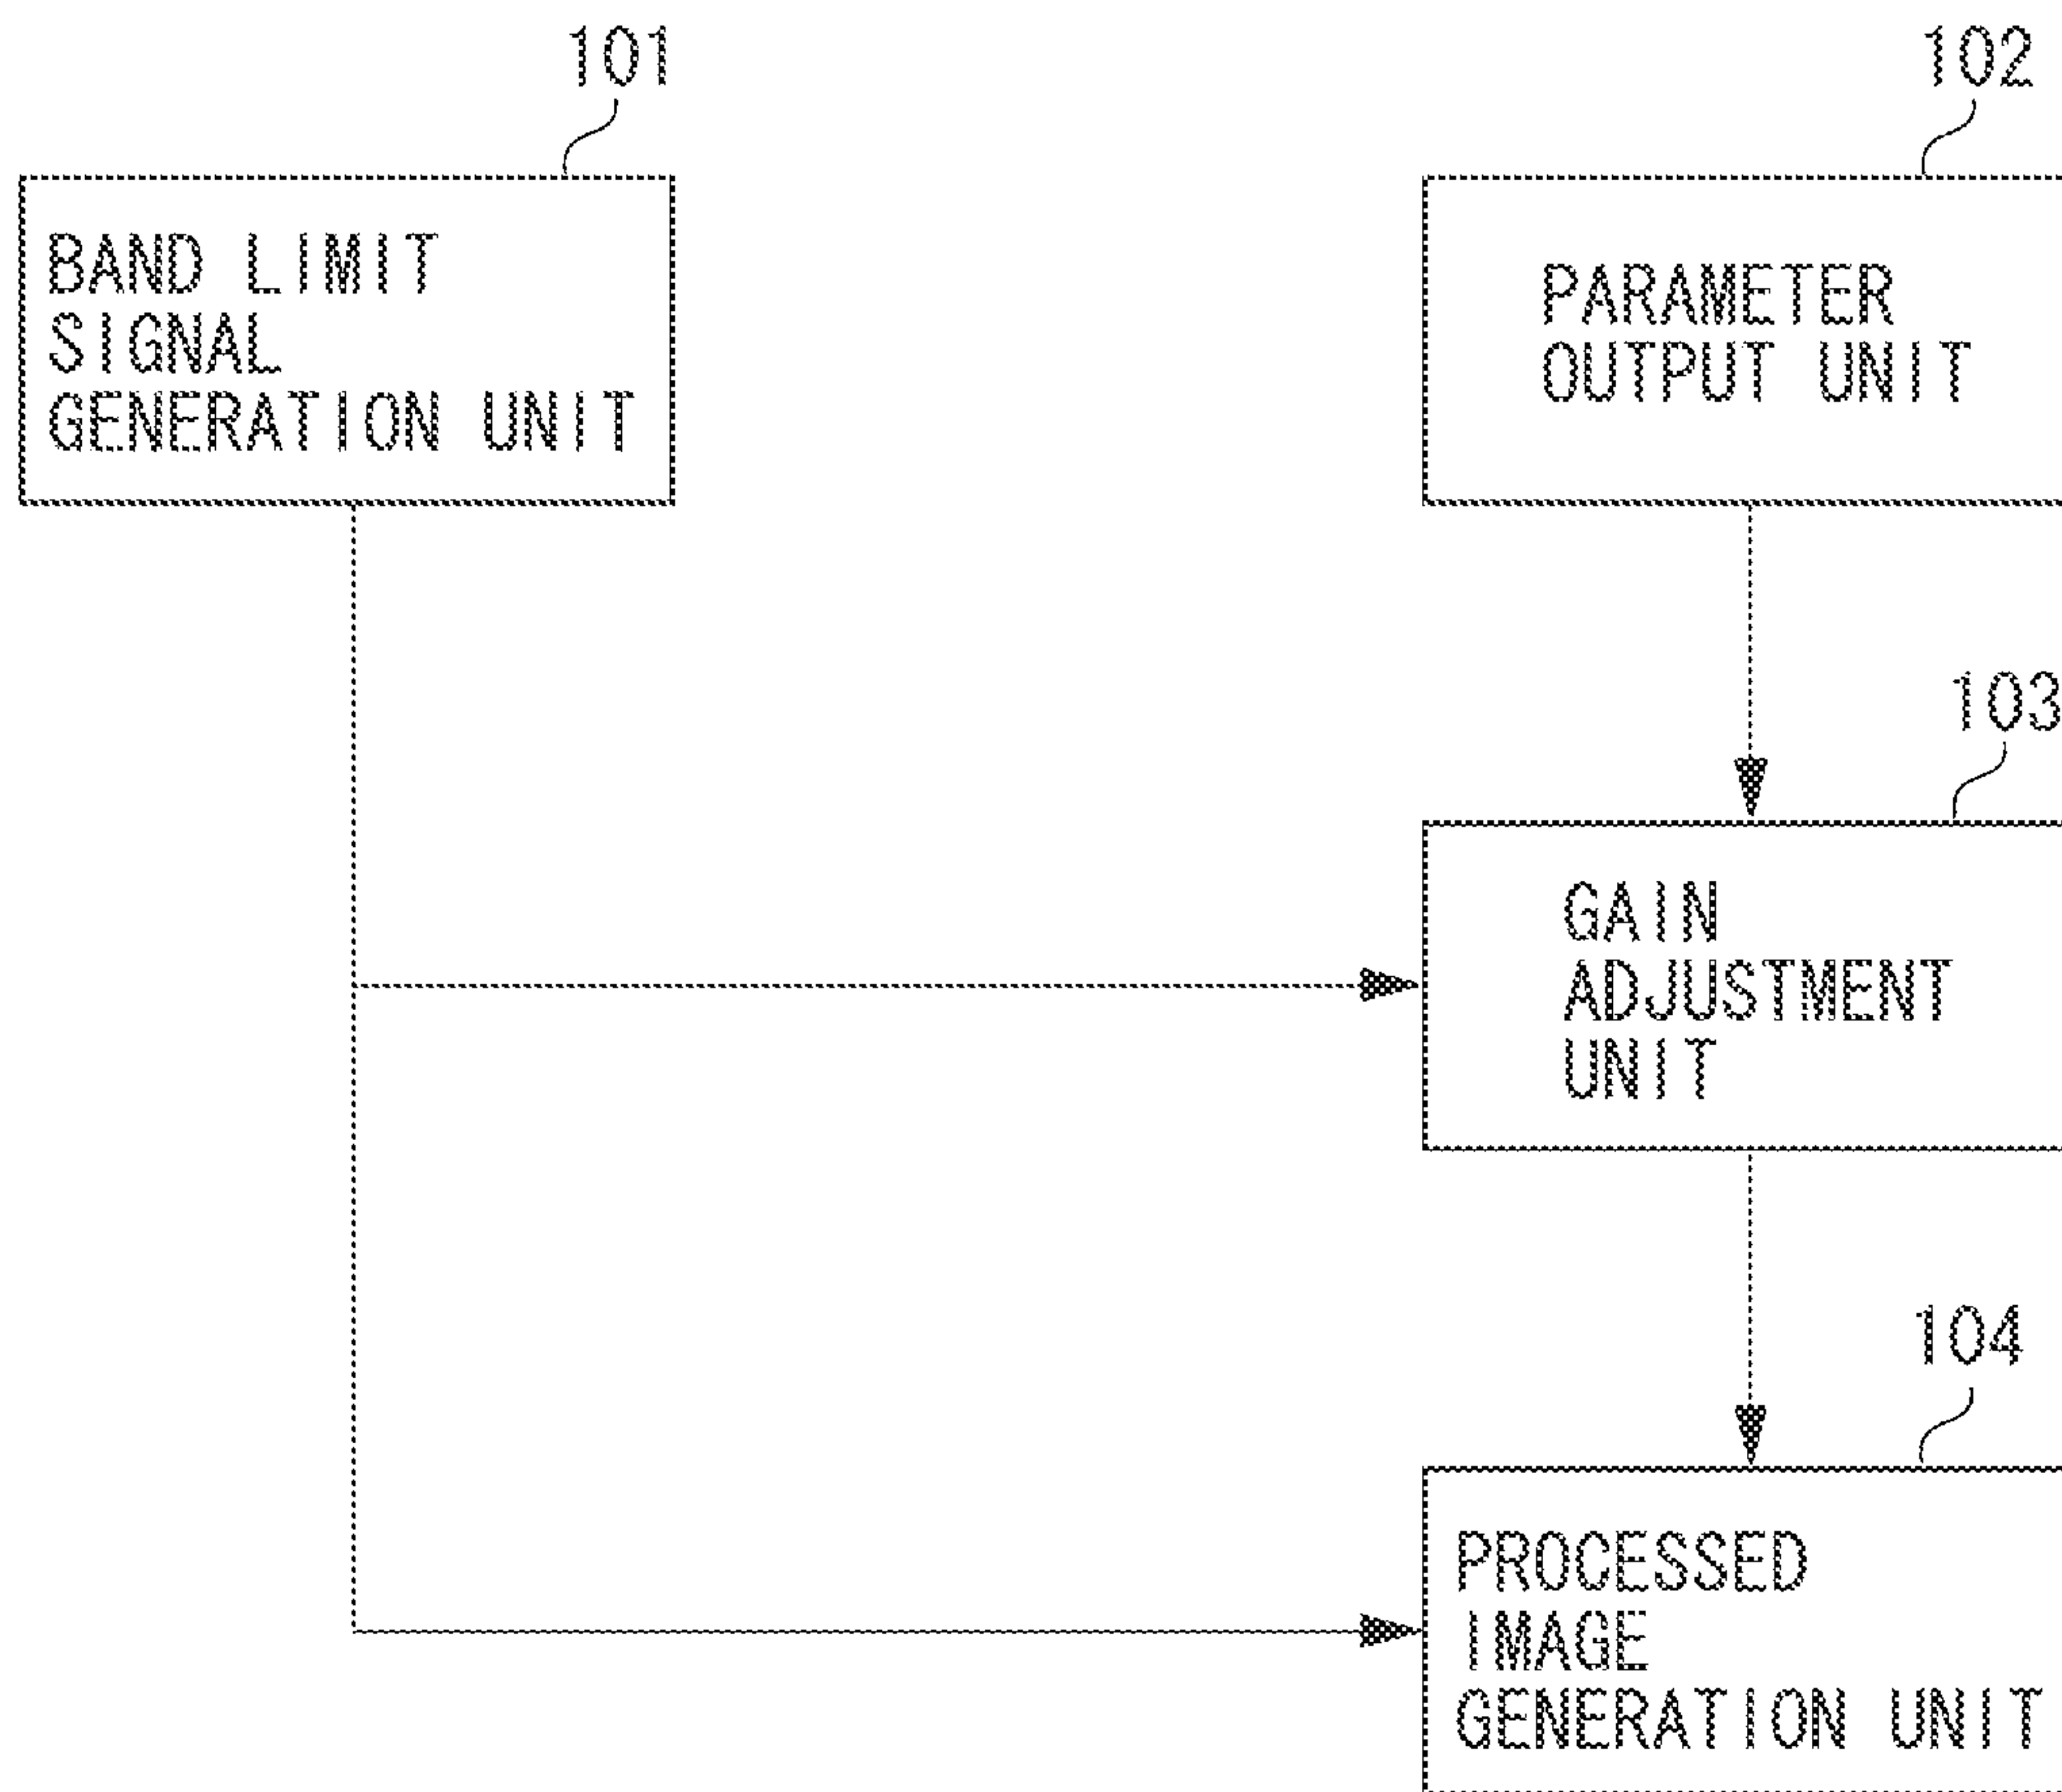 101
BAND LIMIT
SIGNAL
GENERATION UNIT
102
PARAMETER
OUTPUT UNIT
103
GAIN
ADJUSTMENT
UNIT
104
PROCESSED
IMAGE
GENERATION UNIT